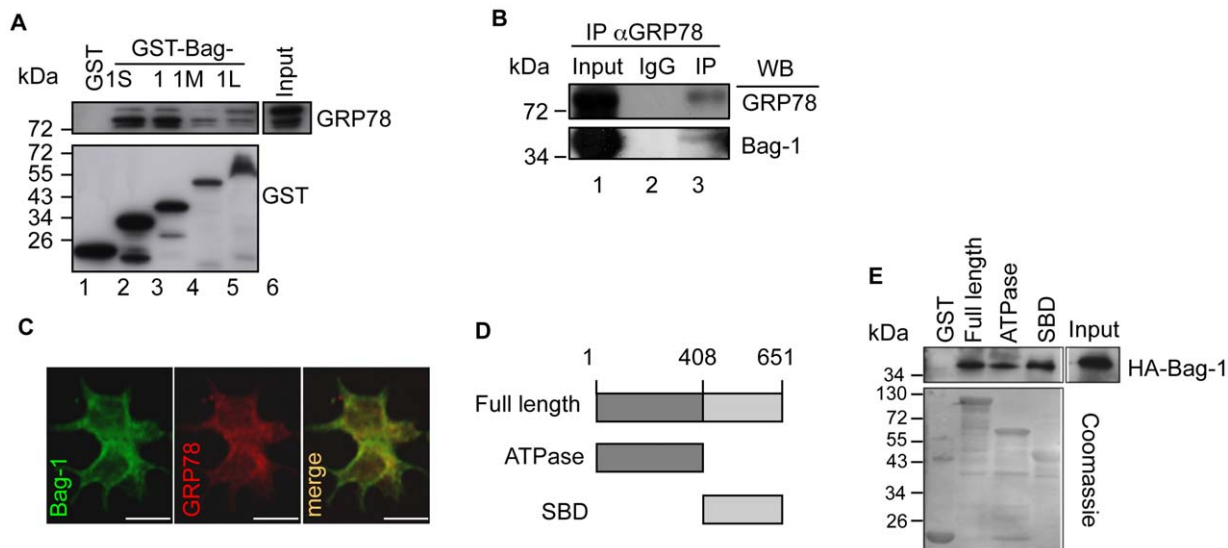 A
kDa
GST
GST-Bag-
1S 1 1M 1L
Input
72
GRP78
72
55
43
34
26
GST
1 2 3 4 5 6
B
IP αGRP78
kDa
Input IgG IP
WB
72
GRP78
34
Bag-1
1 2 3
C
Bag-1
GRP78
merge
D
1 408 651
Full length
ATPase
SBD
E
kDa
GST
Full length
ATPase
SBD
Input
34
HA-Bag-1
130
72
55
43
34
26
Coomassie